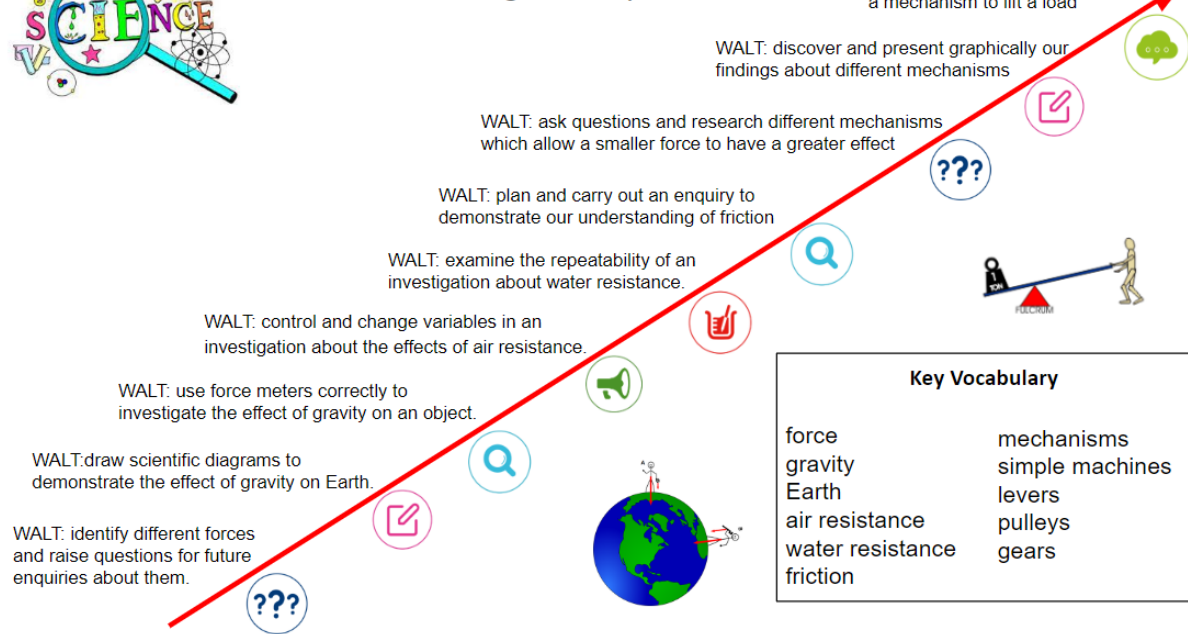 SCIENCE
a mechanism to lift a load
WALT: discover and present graphically our
findings about different mechanisms
WALT: ask questions and research different mechanisms
which allow a smaller force to have a greater effect
???
WALT: plan and carry out an enquiry to
demonstrate our understanding of friction
WALT: examine the repeatability of an
investigation about water resistance.
1
TON
FULCRUM
WALT: control and change variables in an
investigation about the effects of air resistance.
WALT: use force meters correctly to
investigate the effect of gravity on an object.
WALT:draw scientific diagrams to
demonstrate the effect of gravity on Earth.
WALT: identify different forces
and raise questions for future
enquiries about them.
???
Key Vocabulary
force
gravity
Earth
air resistance
water resistance
friction
mechanisms
simple machines
levers
pulleys
gears